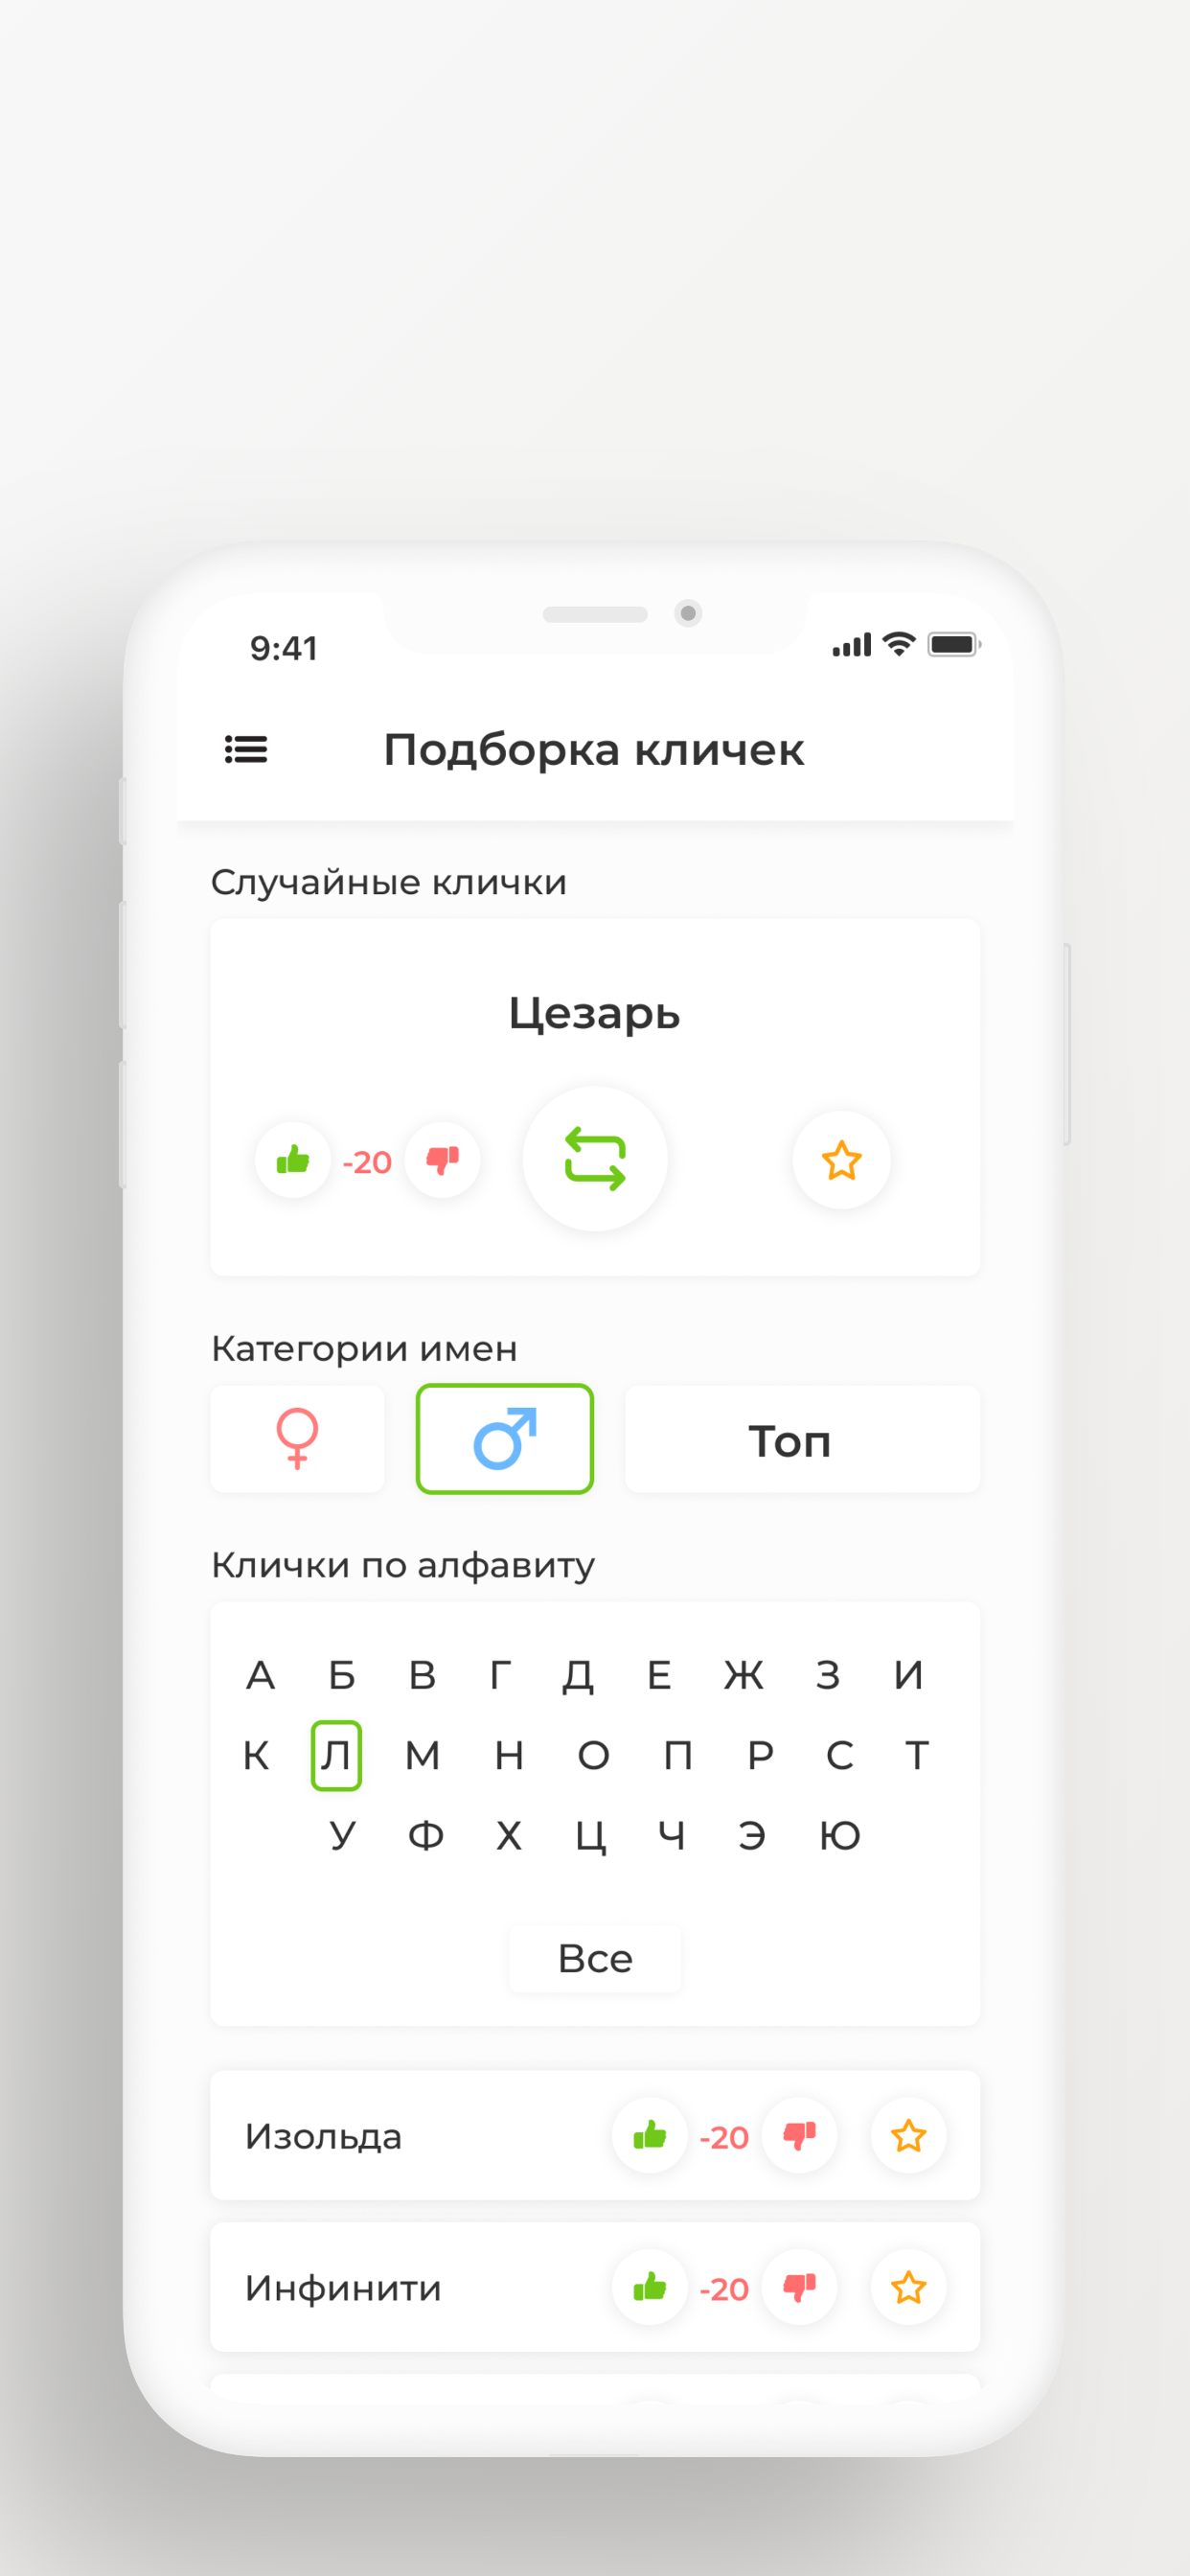 9:41
Подборка кличек
Случайные клички
Цезарь
-20
Категории имен
Топ
Клички по алфавиту
А Б В Г Д Е Ж З И
К Л М Н О П Р С Т
У Ф Х Ц Ч Э Ю
Все
Изольда -20
Инфинити -20